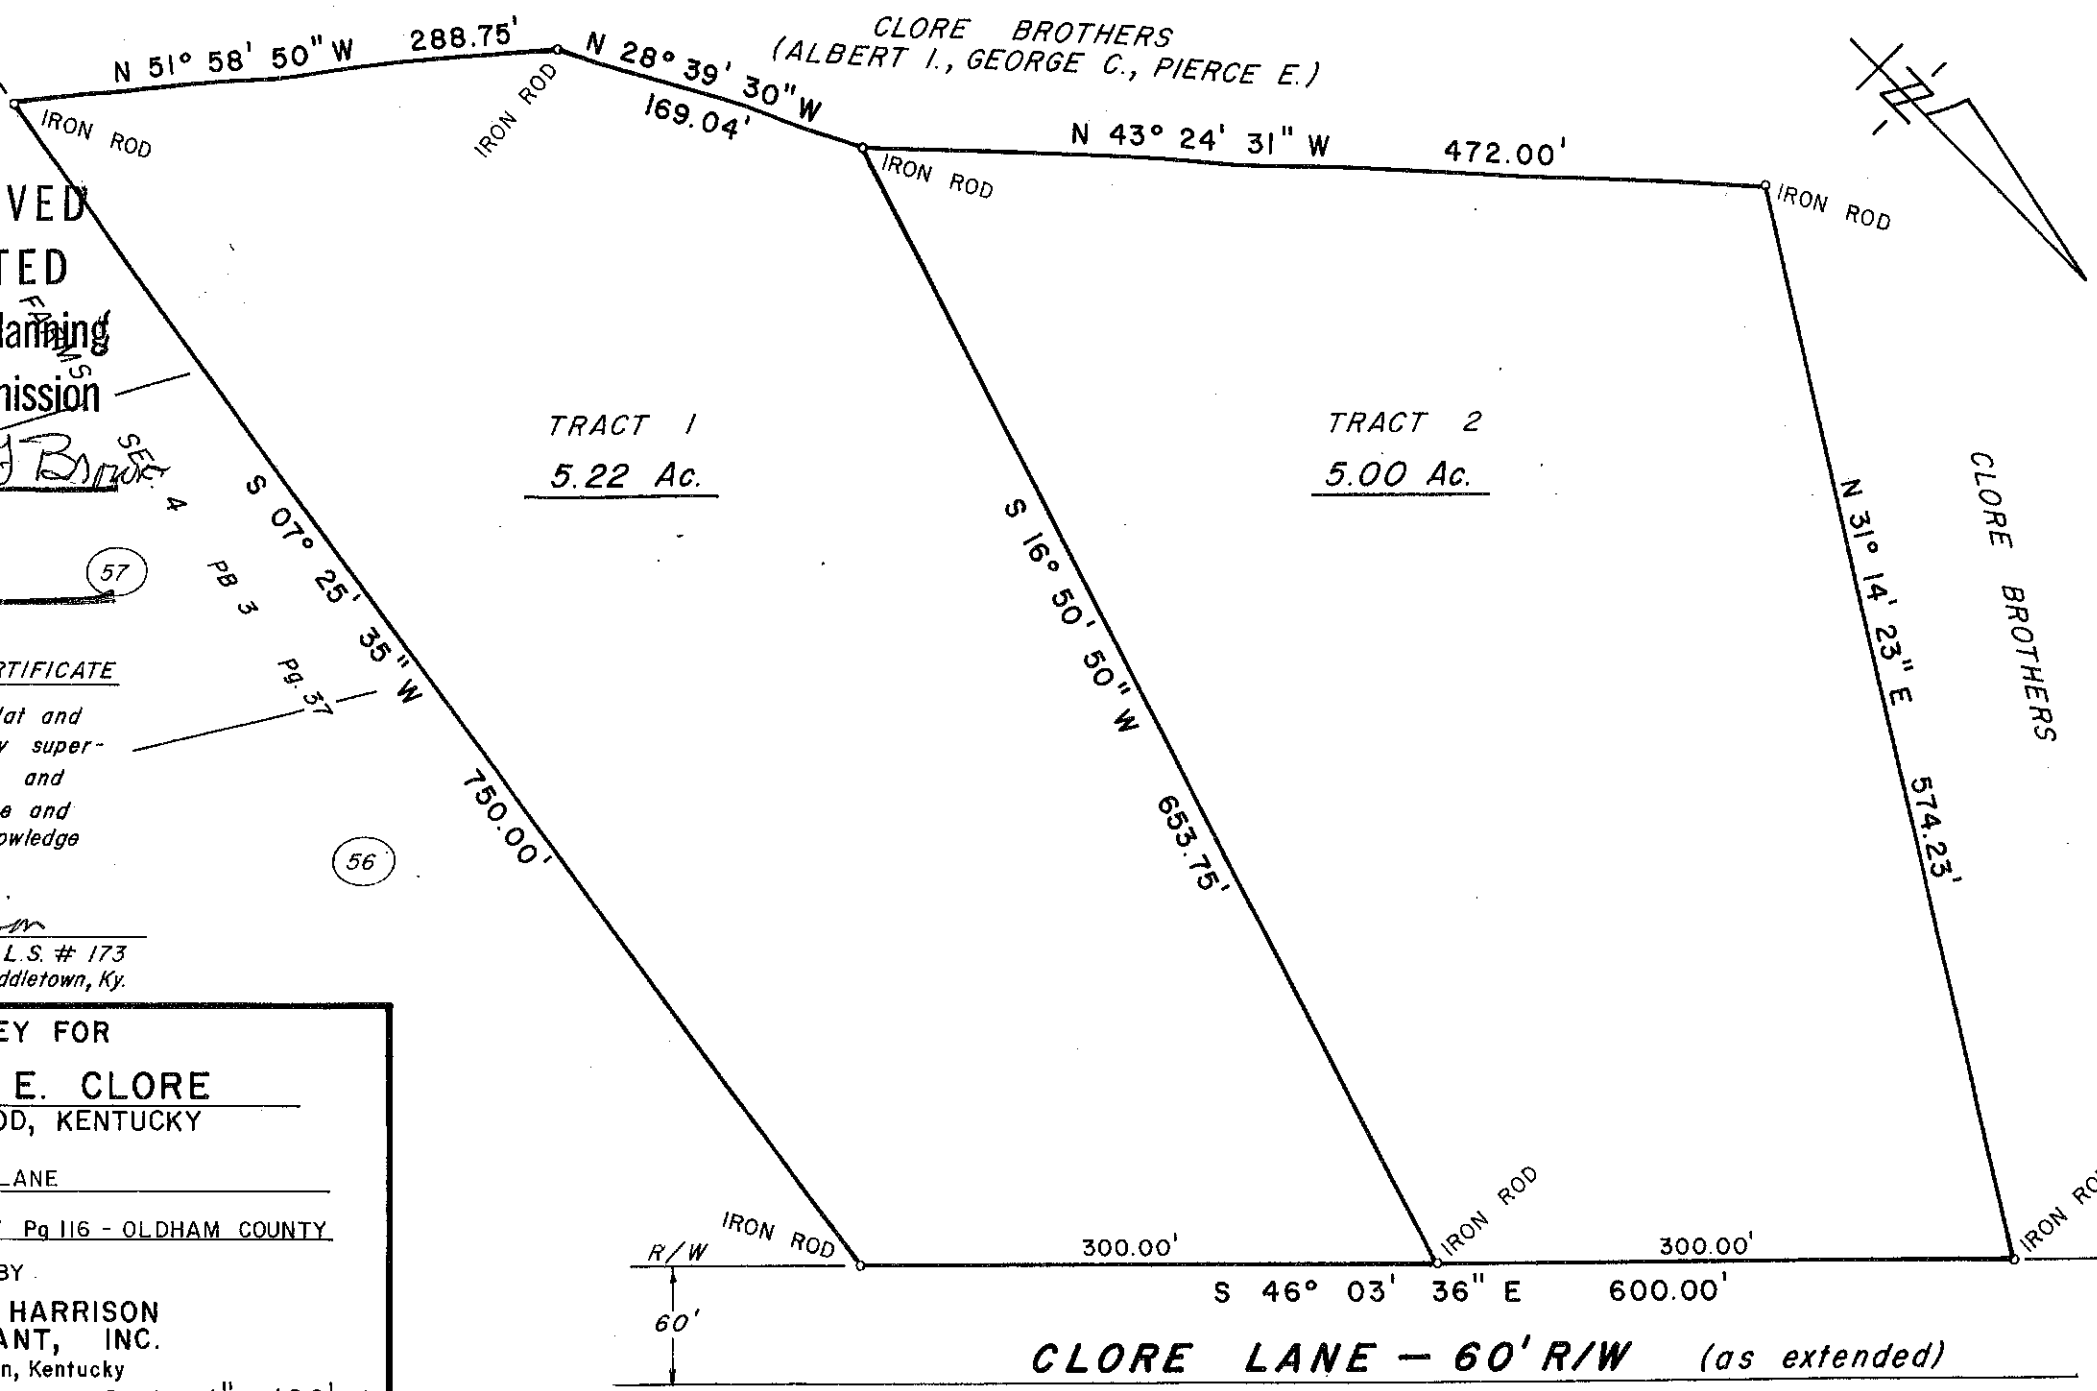 CLORE BROTHERS
(ALBERT I., GEORGE C., PIERCE E.)
N 51° 58' 50" W 288.75'
N 28° 39' 30" W
169.04'
N 43° 24' 31" W 472.00'
N
IRON ROD
IRON ROD
IRON ROD
IRON ROD
VED
TED
lanning
mission
FARMS
SEC. 4 PB 3 Pg. 37
57
56
TRACT 1
5.22 Ac.
TRACT 2
5.00 Ac.
S 07° 25' 35" W 750.00'
S 16° 50' 50" W 653.75'
N 31° 14' 23" E 574.23'
CLORE BROTHERS
RTIFICATE
lat and
y super-
and
e and
owledge
L.S. # 173
ddletown, Ky.
EY FOR
E. CLORE
OD, KENTUCKY
LANE
Pg 116 - OLDHAM COUNTY
BY
HARRISON
ANT, INC.
n, Kentucky
IRON ROD
IRON ROD
IRON RO
R/W
60'
300.00'
300.00'
S 46° 03' 36" E 600.00'
CLORE LANE - 60' R/W (as extended)